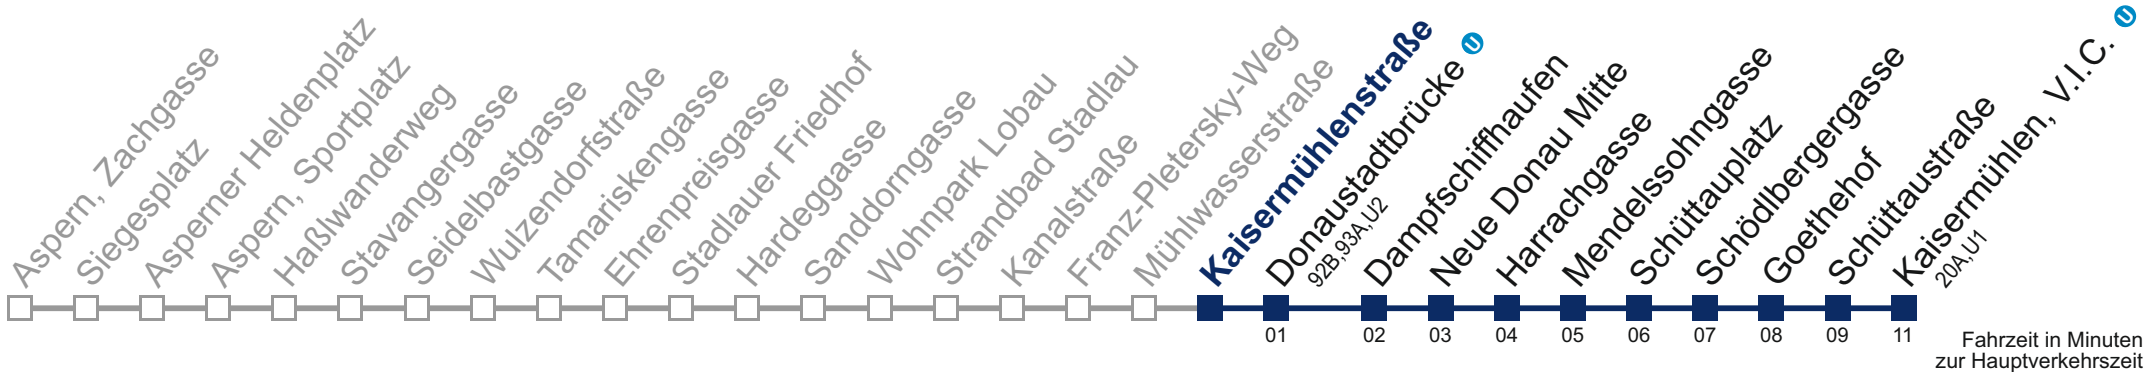 Aspern, Zachgasse
Siegesplatz
Asperner Heldenplatz
Aspern, Sportplatz
Haßlwanderweg
Stavangergasse
Seidelbastgasse
Wulzendorfstraße
Tamariskengasse
Ehrenpreisgasse
Stadlauer Friedhof
Hardeggasse
Sanddorngasse
Wohnpark Lobau
Strandbad Stadlau
Kanalstraße
Franz-Pletersky-Weg
Mühlwasserstraße
Kaisermühlenstraße
Donaustadtbrücke U
92B,93A,U2
Dampfschiffhaufen
Neue Donau Mitte
Harrachgasse
Mendelssohngasse
Schüttauplatz
Schödlbergergasse
Goethehof
Schüttaustraße
Kaisermühlen, V.I.C. U
20A,U1
01 02 03 04 05 06 07 08 09 11
Fahrzeit in Minuten
zur Hauptverkehrszeit